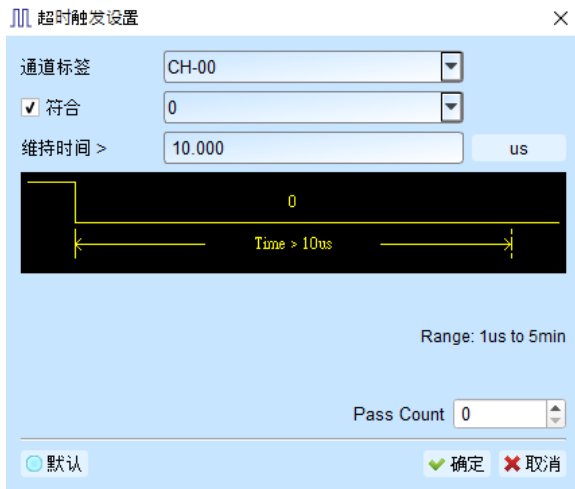 超时触发设置
通道标签 CH-00
符合 0
维持时间 > 10.000 us
0
Time > 10us
Range: 1us to 5min
Pass Count 0
默认 确定 取消